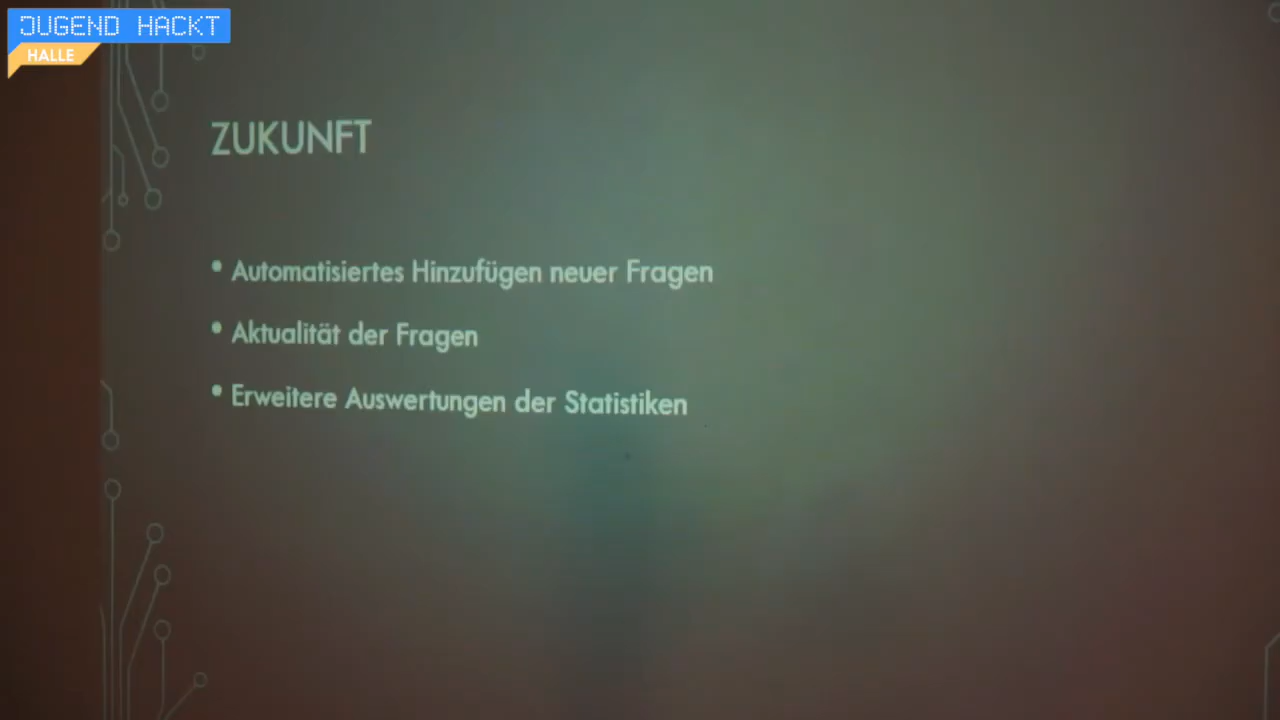 JUGEND HACKT
HALLE
ZUKUNFT
• Automatisiertes Hinzufügen neuer Fragen
• Aktualität der Fragen
• Erweitere Auswertungen der Statistiken